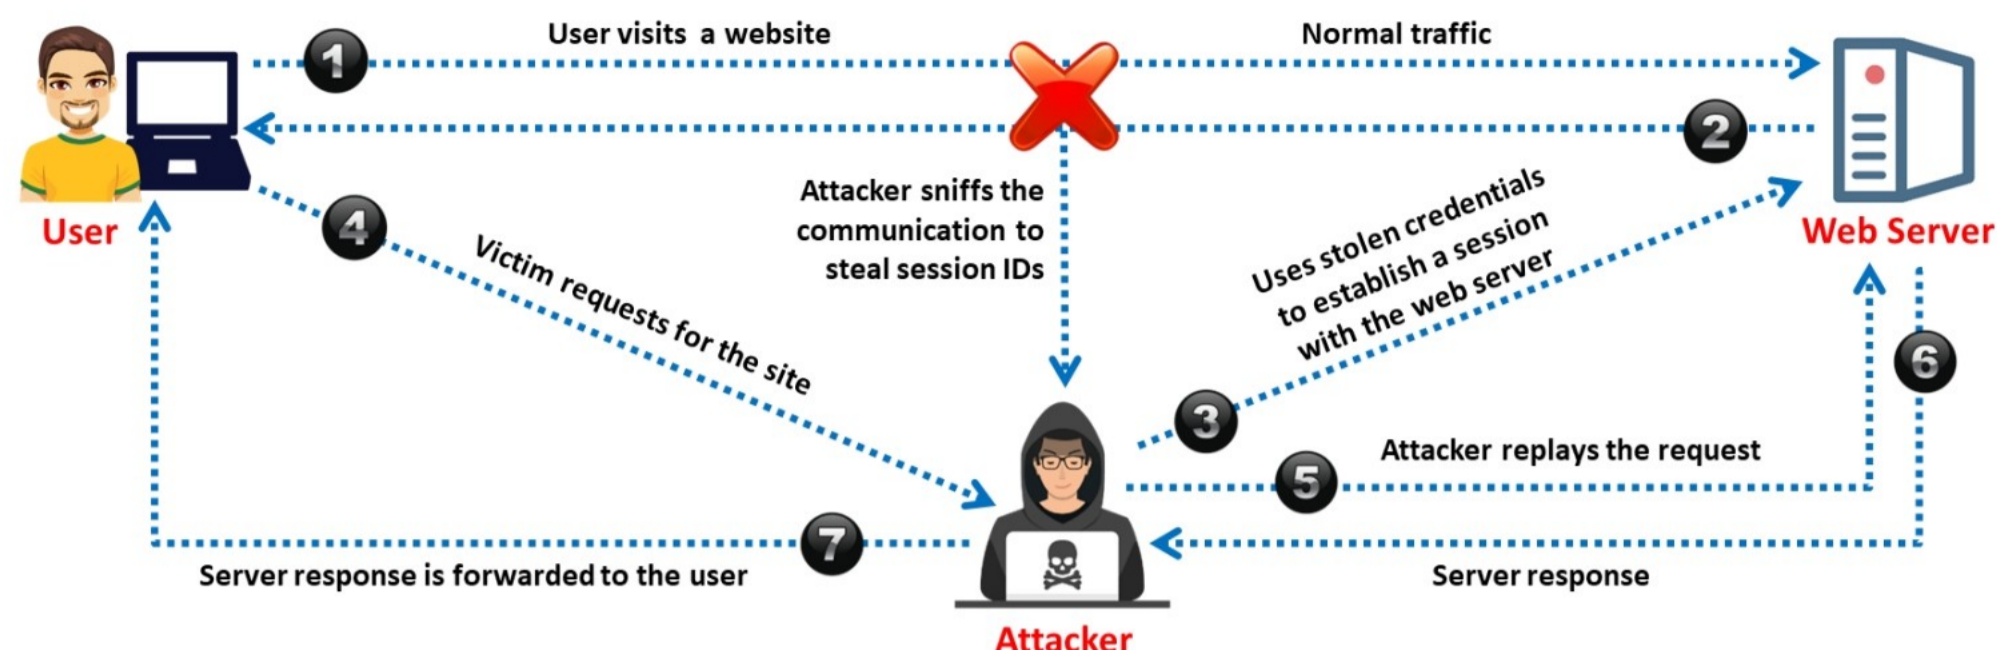 User visits a website
Normal traffic
1
2
Attacker sniffs the
communication to
steal session IDs
User
Web Server
4
Victim requests for the site
Uses stolen credentials
to establish a session
with the web server
3
6
Attacker replays the request
5
7
Server response is forwarded to the user
Server response
Attacker